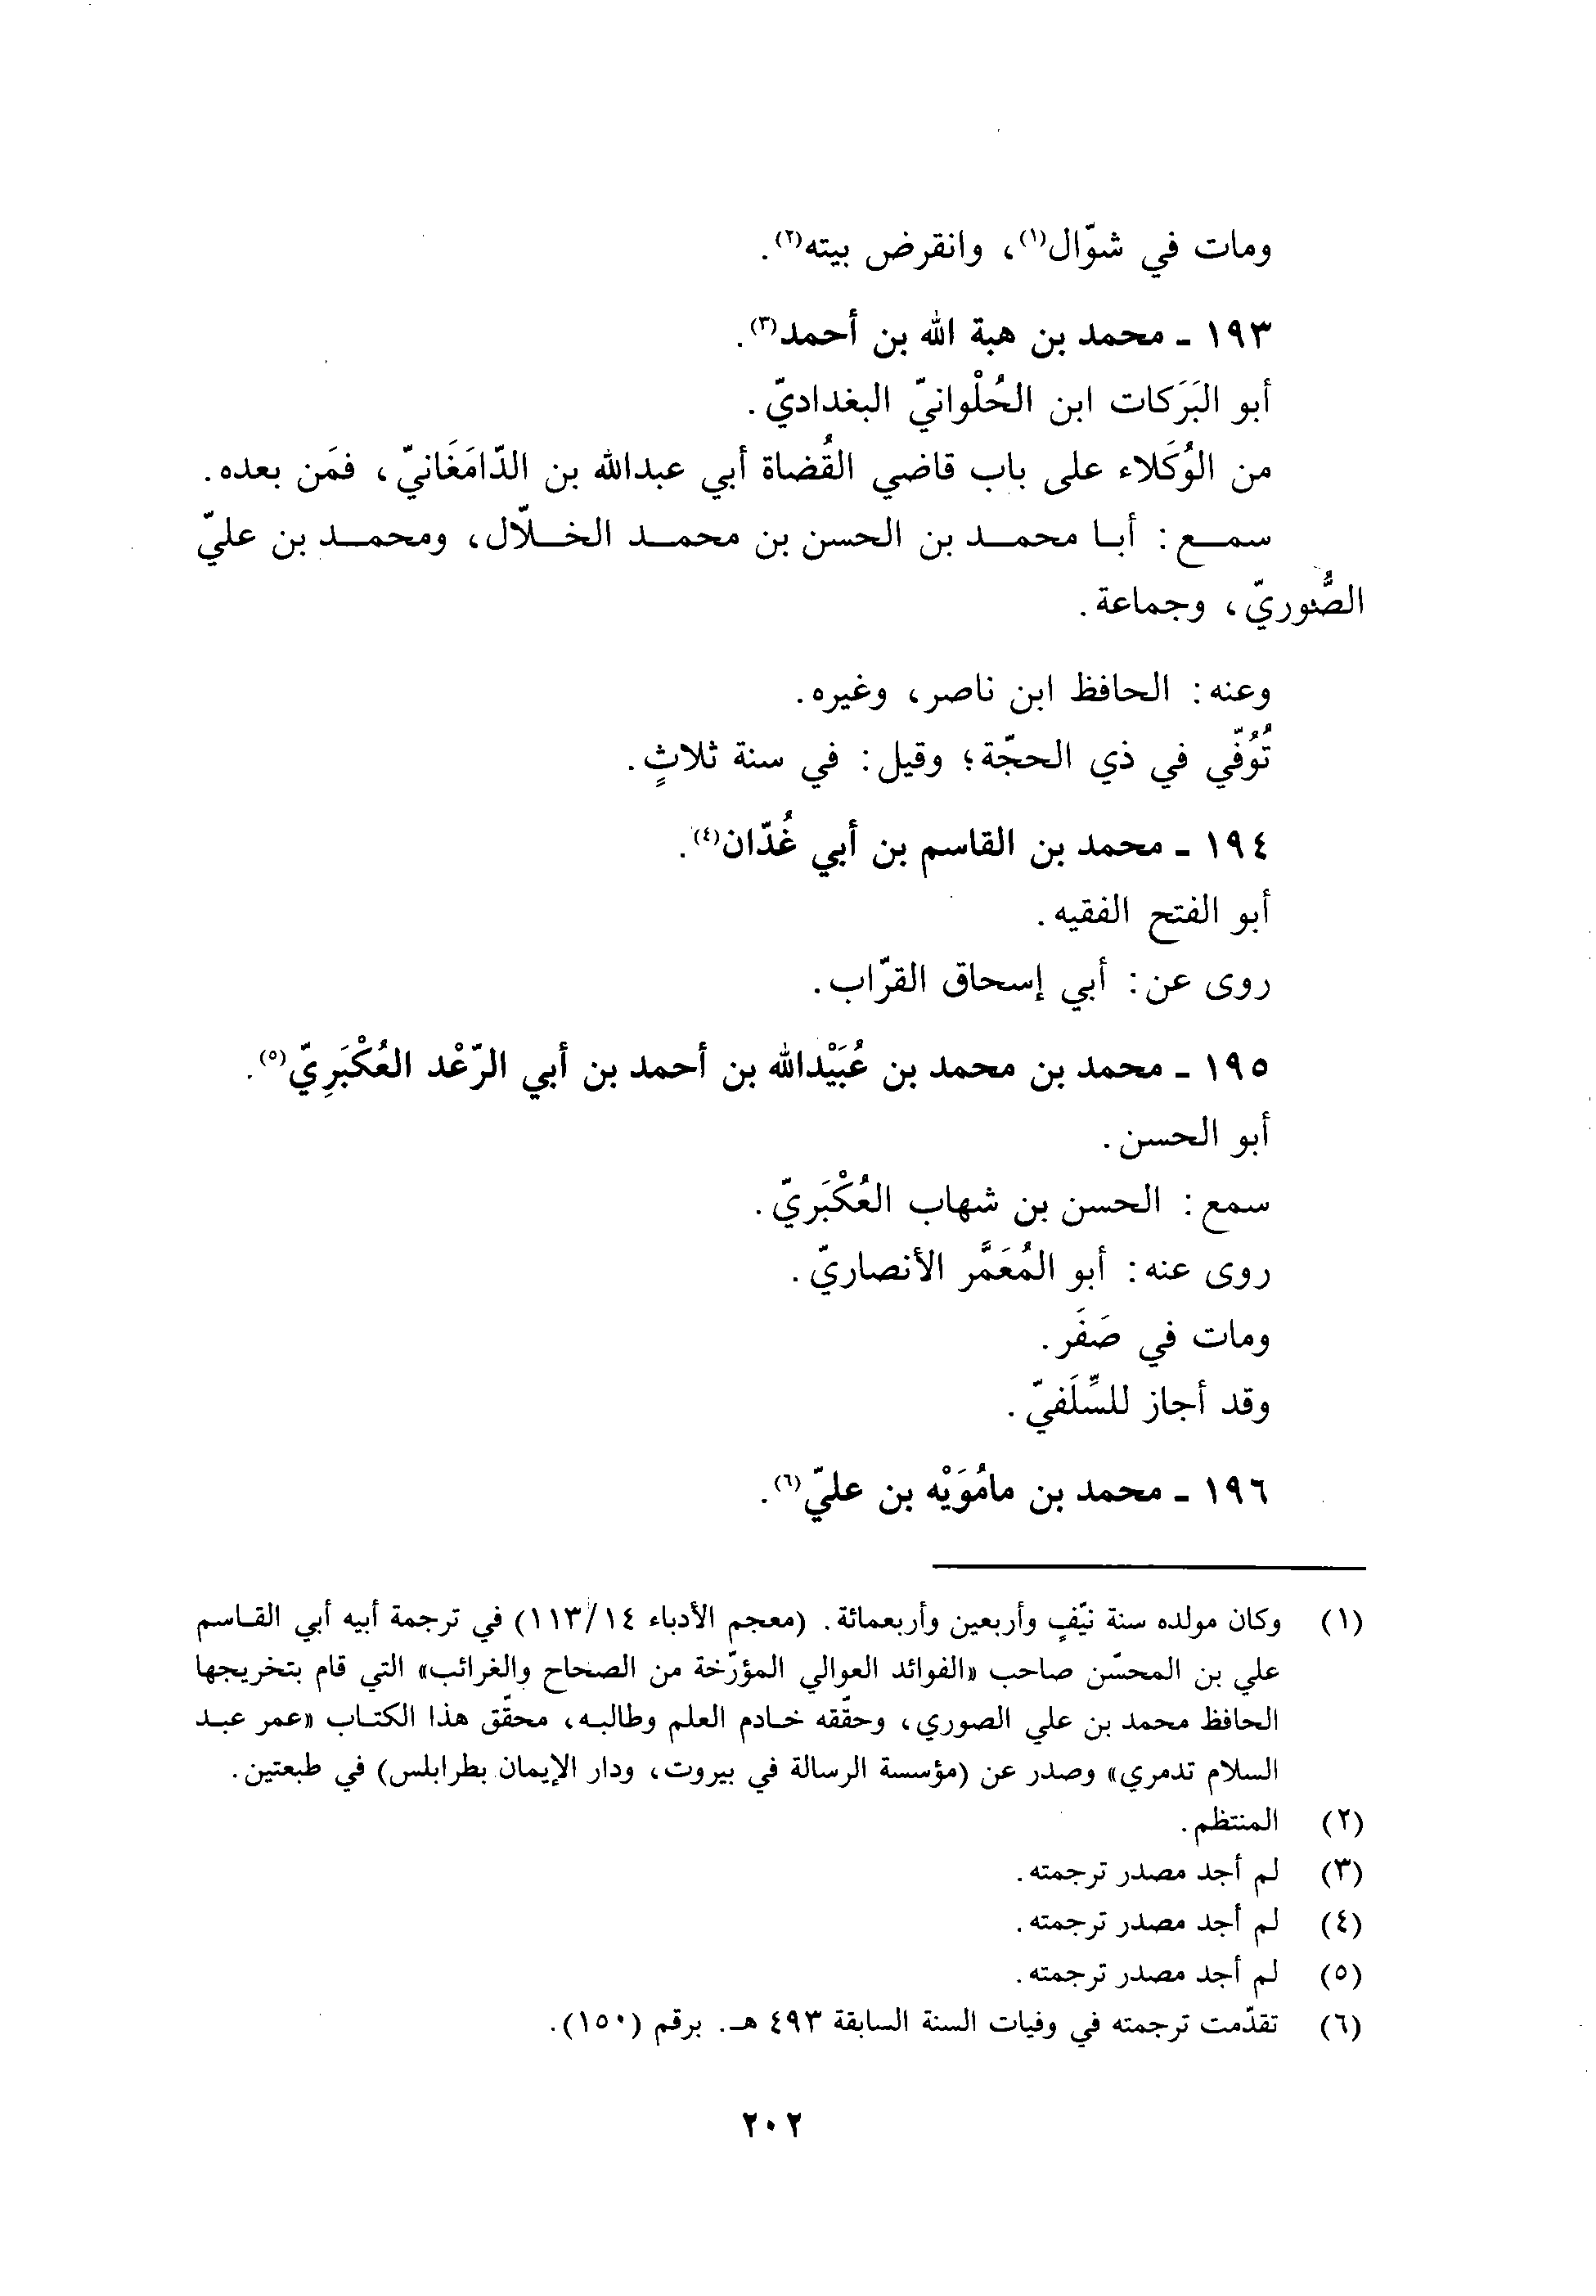 ومات في شوّال(١)، وانقرض بيته(٢).
١٩٣ ـ محمد بن هبة الله بن أحمد(٣).
أبو البَرَكات ابن الحُلْوانيّ البغداديّ.
من الوُكَلاء على باب قاضي القُضاة أبي عبدالله بن الدّامَغَانيّ، فمَن بعده.
سمع: أبا محمد بن الحسن بن محمد الخلّال، ومحمد بن عليّ
الصُّوريّ، وجماعة.
وعنه: الحافظ ابن ناصر، وغيره.
تُوُفّي في ذي الحجّة؛ وقيل: في سنة ثلاثٍ.
١٩٤ ـ محمد بن القاسم بن أبي غُدّان(٤).
أبو الفتح الفقيه.
روى عن: أبي إسحاق القرّاب.
١٩٥ ـ محمد بن محمد بن عُبَيْدالله بن أحمد بن أبي الرّعْد العُكْبَرِيّ(٥).
أبو الحسن.
سمع: الحسن بن شهاب العُكْبَريّ.
روى عنه: أبو المُعَمَّر الأنصاريّ.
ومات في صَفَر.
وقد أجاز للسِّلَفيّ.
١٩٦ ـ محمد بن مامُوَيْه بن عليّ(٦).
(١) وكان مولده سنة نيّفٍ وأربعين وأربعمائة. (معجم الأدباء ١١٣/١٤) في ترجمة أبيه أبي القاسم
علي بن المحسّن صاحب «الفوائد العوالي المؤرّخة من الصحاح والغرائب» التي قام بتخريجها
الحافظ محمد بن علي الصوري، وحقّقه خادم العلم وطالبه، محقّق هذا الكتاب «عمر عبد
السلام تدمري» وصدر عن (مؤسسة الرسالة في بيروت، ودار الإيمان بطرابلس) في طبعتين.
(٢) المنتظم.
(٣) لم أجد مصدر ترجمته.
(٤) لم أجد مصدر ترجمته.
(٥) لم أجد مصدر ترجمته.
(٦) تقدّمت ترجمته في وفيات السنة السابقة ٤٩٣ هـ. برقم (١٥٠).
٢٠٢